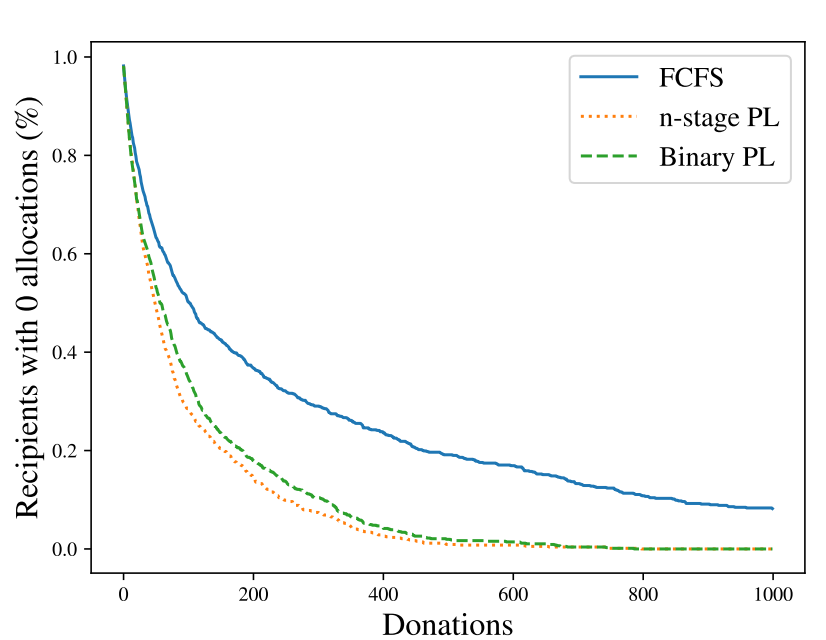 FCFS
n-stage PL
Binary PL
Recipients with 0 allocations (%)
1.0
0.8
0.6
0.4
0.2
0.0
0 200 400 600 800 1000
Donations